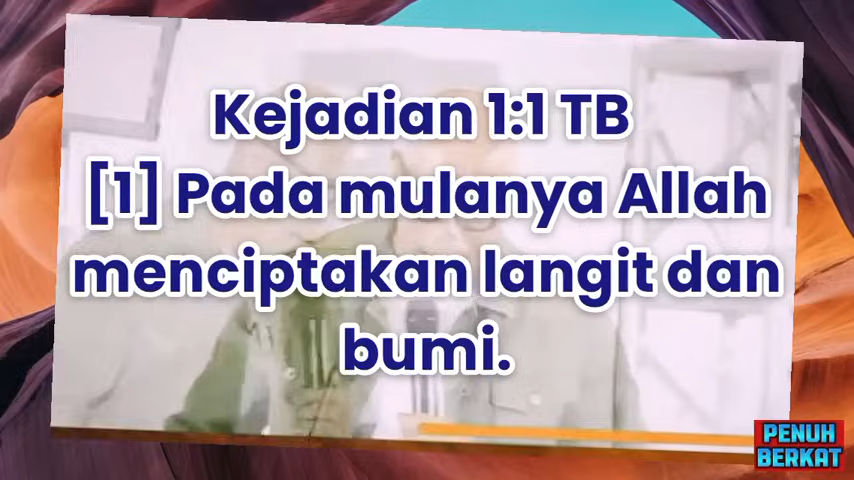 Kejadian 1:1 TB
[1] Pada mulanya Allah
menciptakan langit dan
bumi.
PENUH
BERKAT